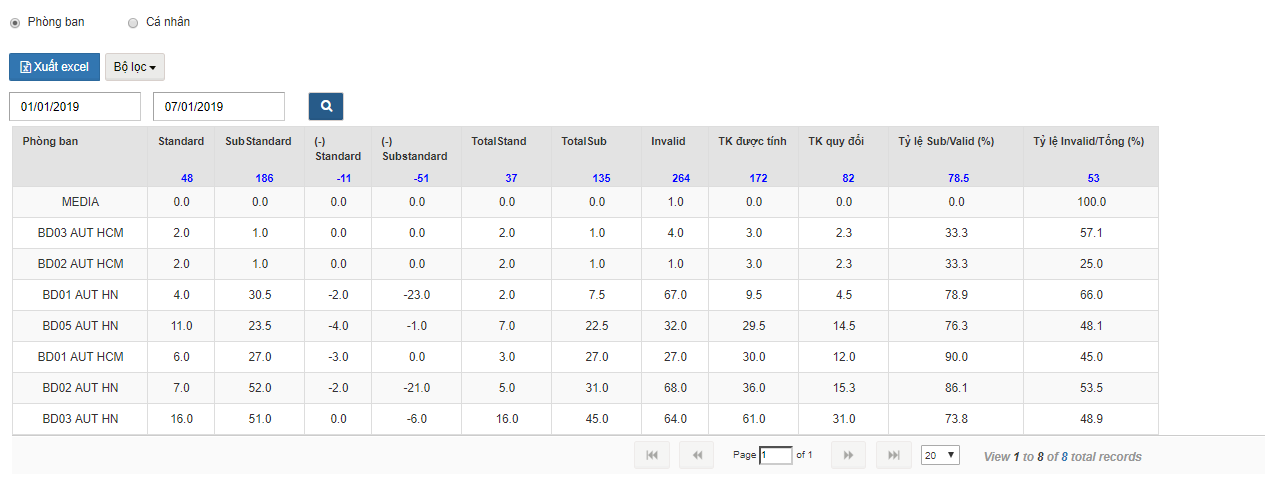 Phòng ban Cá nhân
Xuất excel Bộ lọc
01/01/2019 07/01/2019
Phòng ban Standard SubStandard (-) Standard (-) Substandard TotalStand TotalSub Invalid TK được tính TK quy đổi Tỷ lệ Sub/Valid (%) Tỷ lệ Invalid/Tổng (%)
48 186 -11 -51 37 135 264 172 82 78.5 53
MEDIA 0.0 0.0 0.0 0.0 0.0 0.0 1.0 0.0 0.0 0.0 100.0
BD03 AUT HCM 2.0 1.0 0.0 0.0 2.0 1.0 4.0 3.0 2.3 33.3 57.1
BD02 AUT HCM 2.0 1.0 0.0 0.0 2.0 1.0 1.0 3.0 2.3 33.3 25.0
BD01 AUT HN 4.0 30.5 -2.0 -23.0 2.0 7.5 67.0 9.5 4.5 78.9 66.0
BD05 AUT HN 11.0 23.5 -4.0 -1.0 7.0 22.5 32.0 29.5 14.5 76.3 48.1
BD01 AUT HCM 6.0 27.0 -3.0 0.0 3.0 27.0 27.0 30.0 12.0 90.0 45.0
BD02 AUT HN 7.0 52.0 -2.0 -21.0 5.0 31.0 68.0 36.0 15.3 86.1 53.5
BD03 AUT HN 16.0 51.0 0.0 -6.0 16.0 45.0 64.0 61.0 31.0 73.8 48.9
Page 1 of 1 20 View 1 to 8 of 8 total records